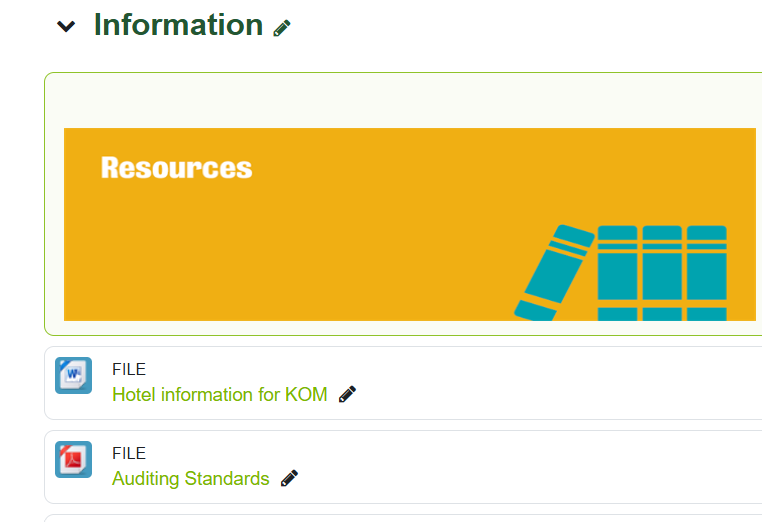 Information
Resources
FILE
Hotel information for KOM
FILE
Auditing Standards